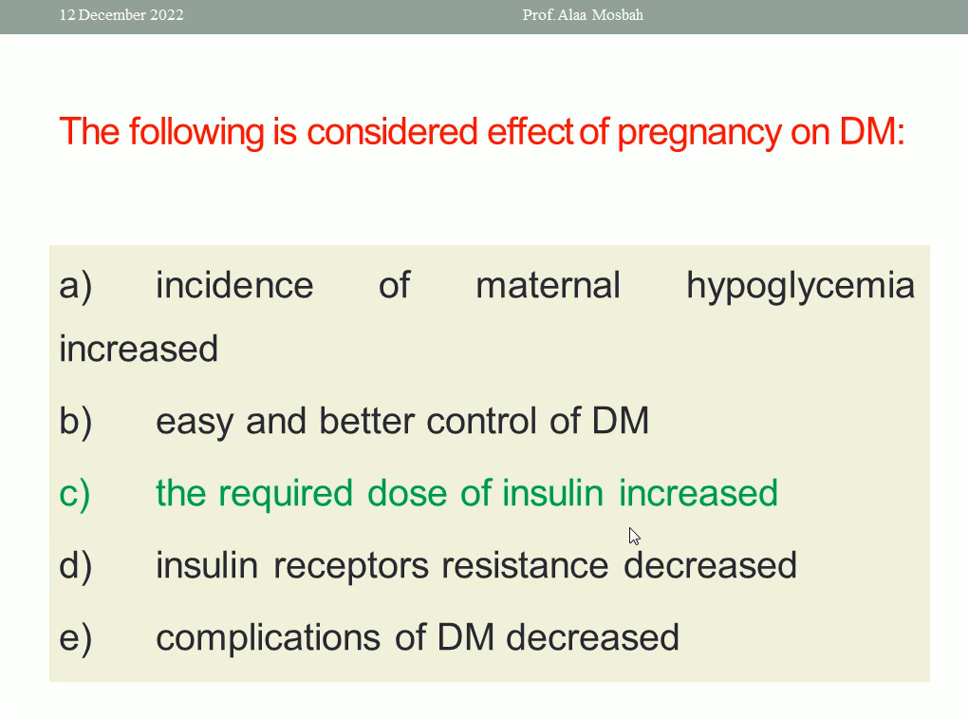 12 December 2022 Prof. Alaa Mosbah
The following is considered effect of pregnancy on DM:
a) incidence of maternal hypoglycemia
increased
b) easy and better control of DM
c) the required dose of insulin increased
d) insulin receptors resistance decreased
e) complications of DM decreased